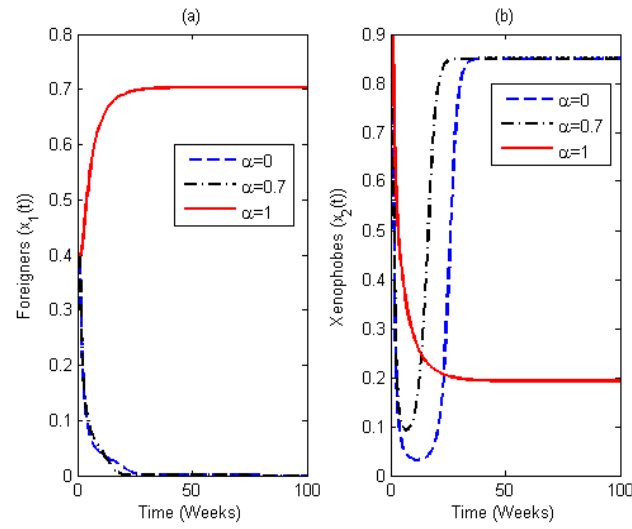 (a)
Foreigners (x₁(t))
0.8
0.7
0.6
0.5
0.4
0.3
0.2
0.1
0
α=0
α=0.7
α=1
0
50
100
Time (Weeks)
(b)
Xenophobes (x₂(t))
0.9
0.8
0.7
0.6
0.5
0.4
0.3
0.2
0.1
0
α=0
α=0.7
α=1
0
50
100
Time (Weeks)